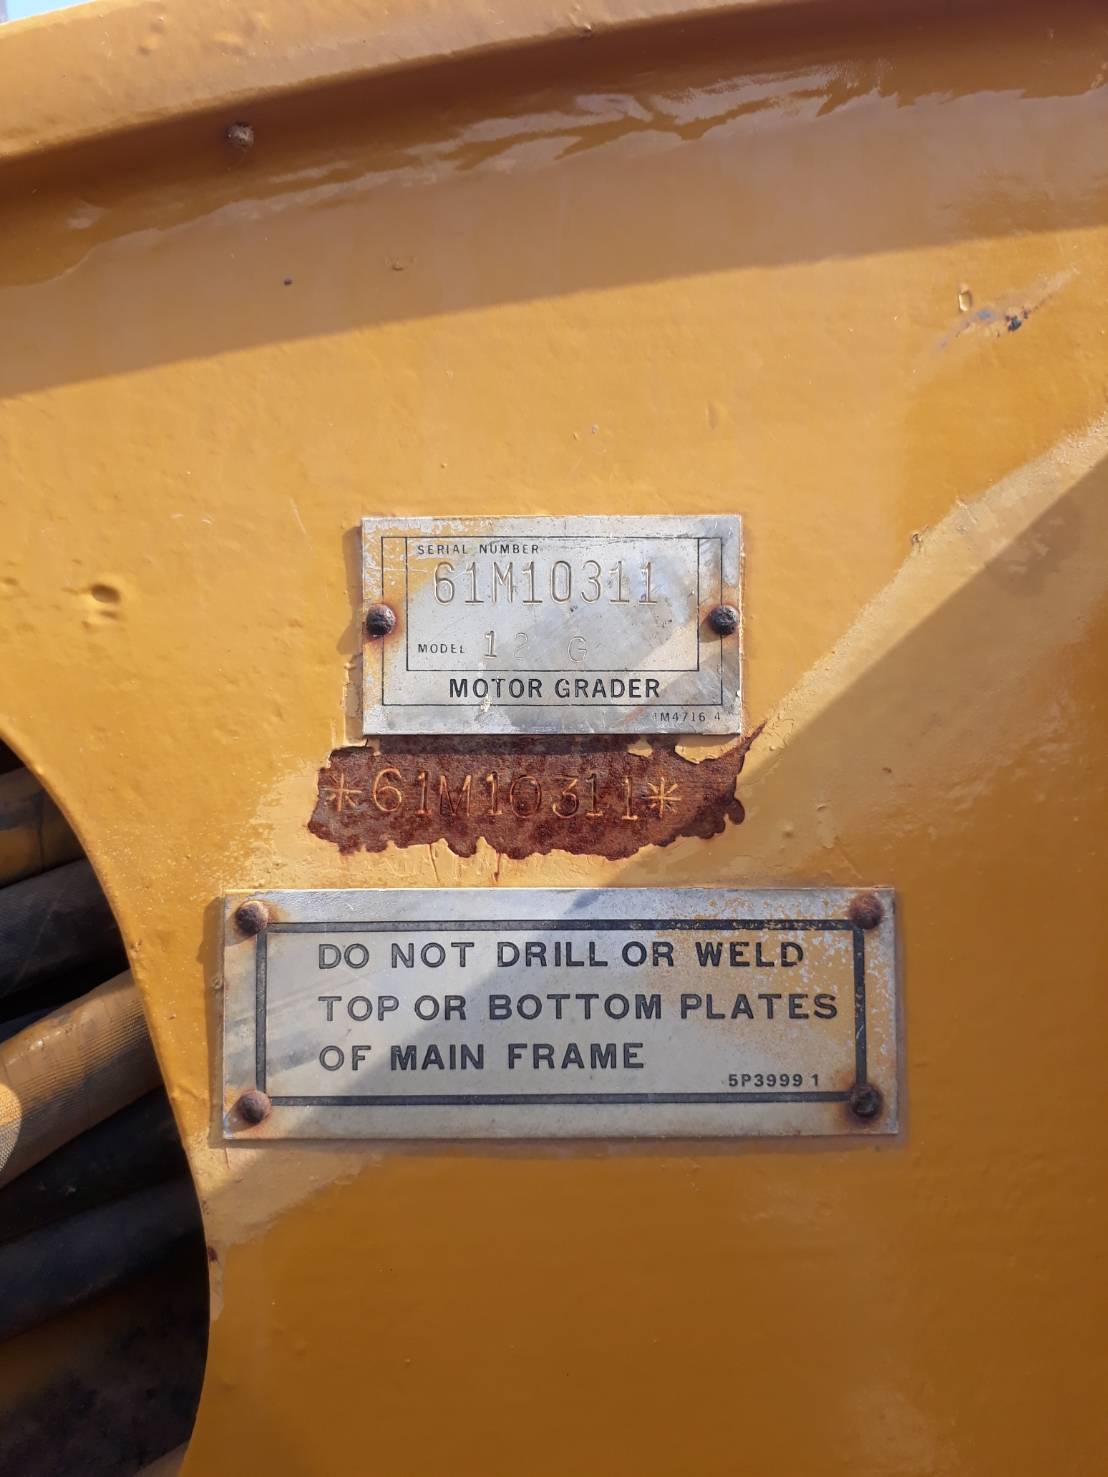 SERIAL NUMBER
61M10311
MODEL 12 G
MOTOR GRADER
1M4716 4
*61M10311*
DO NOT DRILL OR WELD
TOP OR BOTTOM PLATES
OF MAIN FRAME
5P3999 1